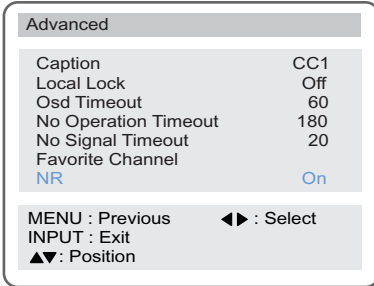 Advanced
Caption CC1
Local Lock Off
Osd Timeout 60
No Operation Timeout 180
No Signal Timeout 20
Favorite Channel
NR On
MENU : Previous ◀▶ : Select
INPUT : Exit
▲▼: Position